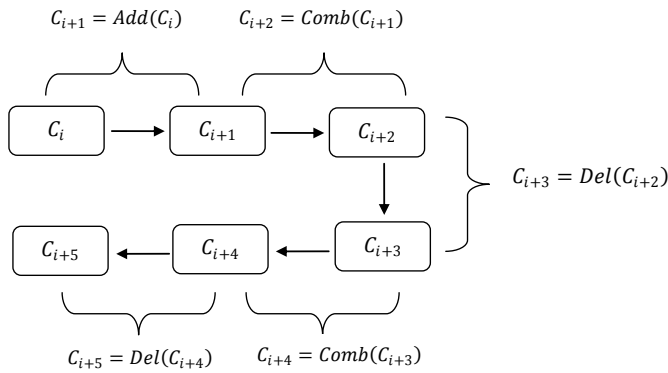 C_{i+1} = Add(C_i)
C_{i+2} = Comb(C_{i+1})
C_i
C_{i+1}
C_{i+2}
C_{i+3} = Del(C_{i+2})
C_{i+5}
C_{i+4}
C_{i+3}
C_{i+5} = Del(C_{i+4})
C_{i+4} = Comb(C_{i+3})